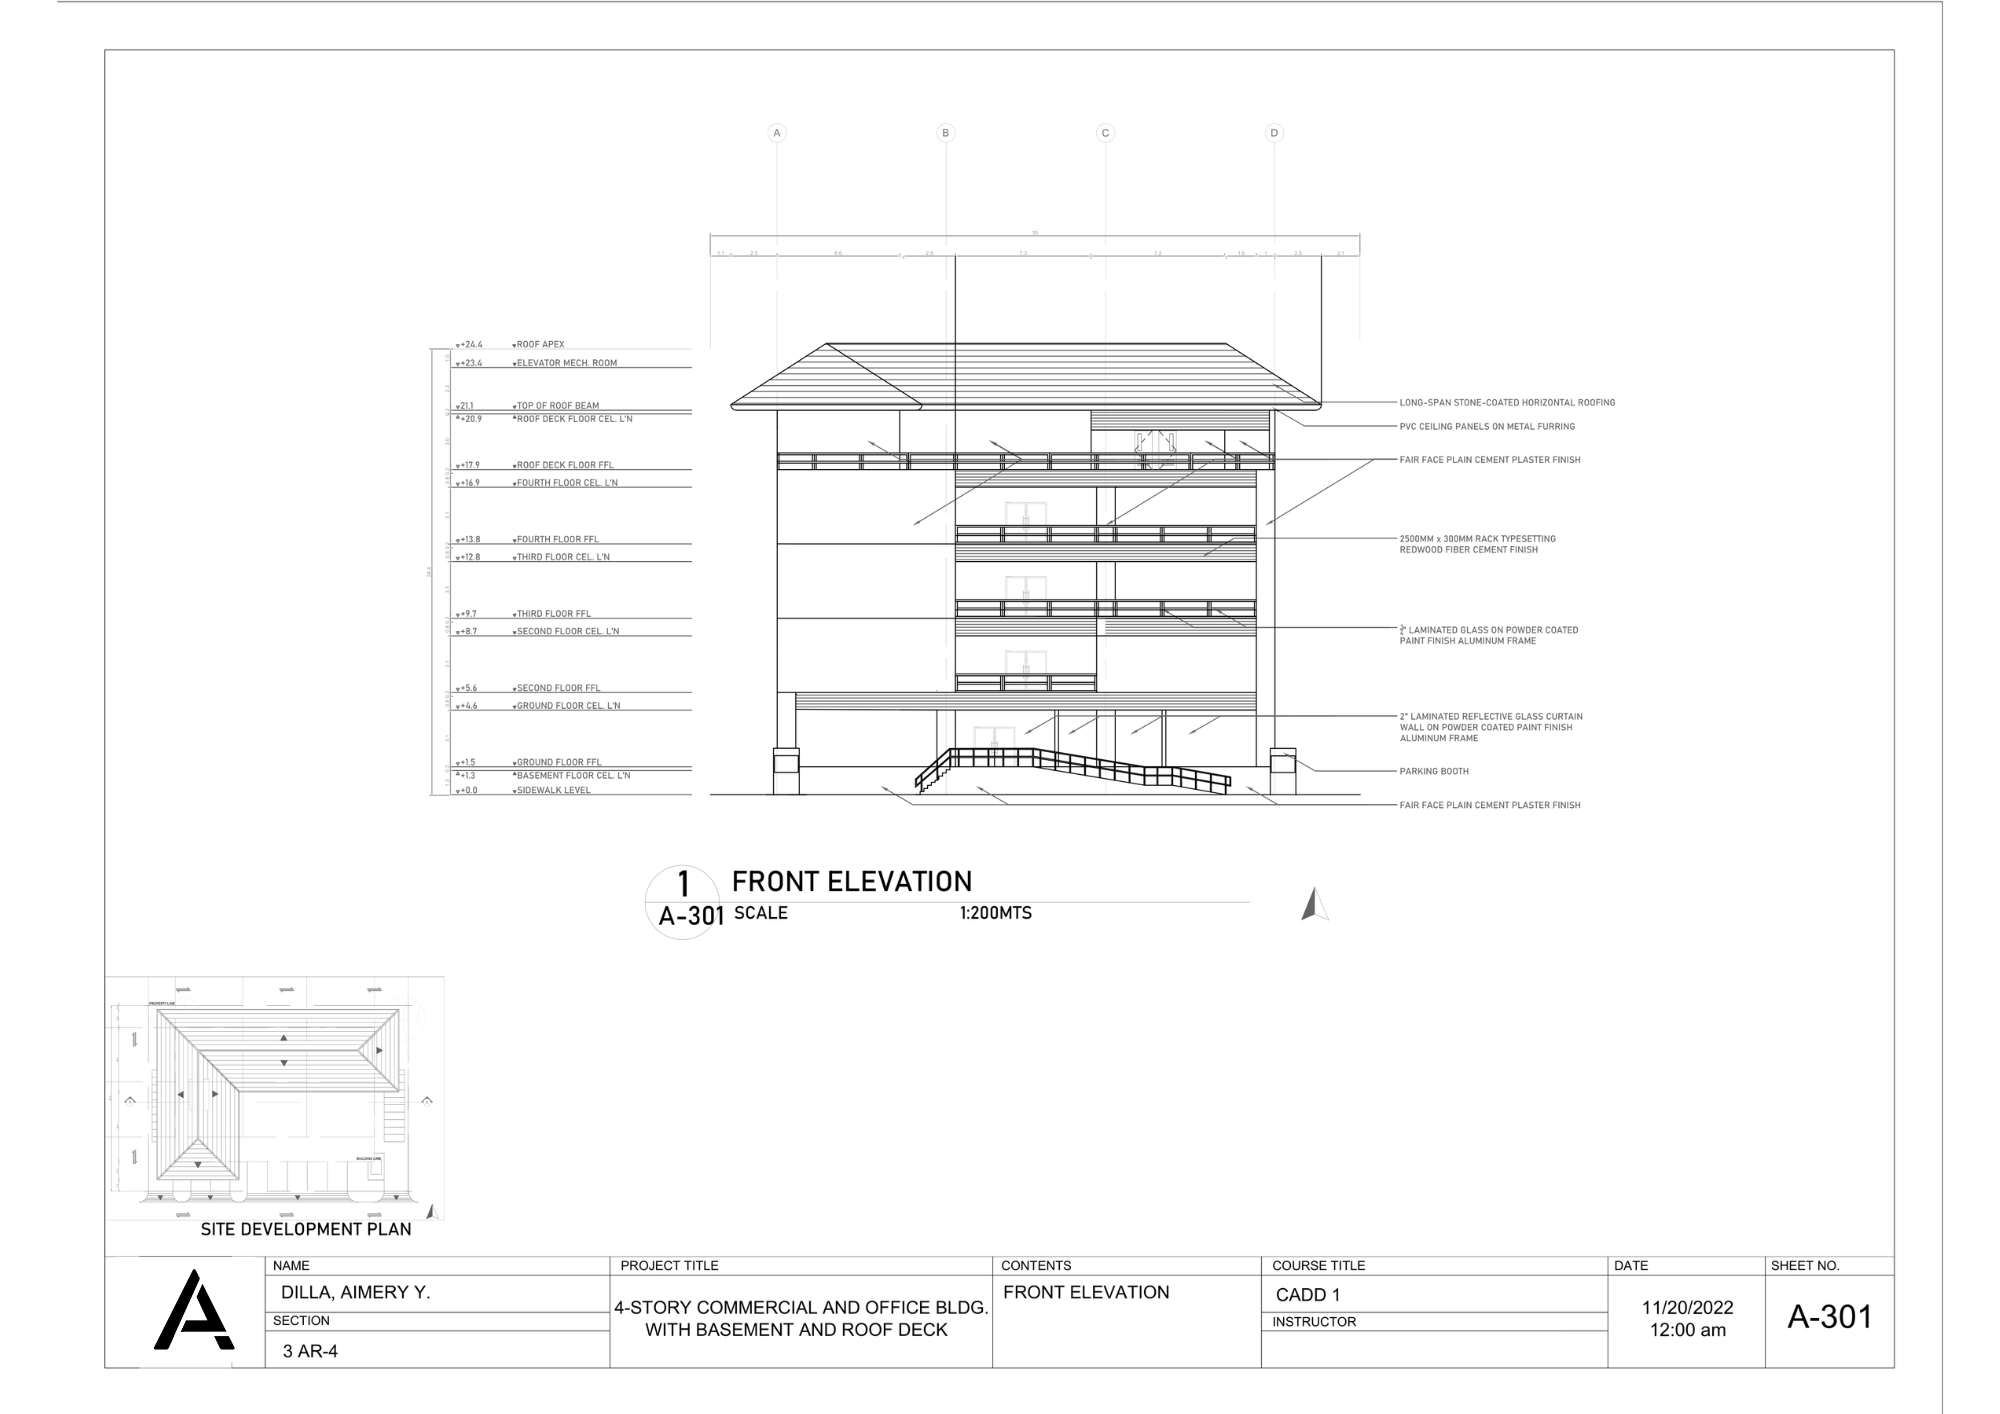 A B C D
+24.4 ROOF APEX
+23.4 ELEVATOR MECH. ROOM
21.1 TOP OF ROOF BEAM
+20.9 ROOF DECK FLOOR CEL. L'N
+17.9 ROOF DECK FLOOR FFL
+16.9 FOURTH FLOOR CEL. L'N
+13.8 FOURTH FLOOR FFL
+12.8 THIRD FLOOR CEL. L'N
+9.7 THIRD FLOOR FFL
+8.7 SECOND FLOOR CEL. L'N
+5.6 SECOND FLOOR FFL
+4.6 GROUND FLOOR CEL. L'N
+1.5 GROUND FLOOR FFL
+1.3 BASEMENT FLOOR CEL. L'N
+0.0 SIDEWALK LEVEL
LONG-SPAN STONE-COATED HORIZONTAL ROOFING
PVC CEILING PANELS ON METAL FURRING
FAIR FACE PLAIN CEMENT PLASTER FINISH
2500MM x 300MM RACK TYPESETTING
REDWOOD FIBER CEMENT FINISH
LAMINATED GLASS ON POWDER COATED
PAINT FINISH ALUMINUM FRAME
2" LAMINATED REFLECTIVE GLASS CURTAIN
WALL ON POWDER COATED PAINT FINISH
ALUMINUM FRAME
PARKING BOOTH
FAIR FACE PLAIN CEMENT PLASTER FINISH
1 FRONT ELEVATION
A-301 SCALE 1:200MTS
PROPERTY LINE
BUILDING LINE
SITE DEVELOPMENT PLAN
NAME
DILLA, AIMERY Y.
SECTION
3 AR-4
PROJECT TITLE
4-STORY COMMERCIAL AND OFFICE BLDG.
WITH BASEMENT AND ROOF DECK
CONTENTS
FRONT ELEVATION
COURSE TITLE
CADD 1
INSTRUCTOR
DATE
11/20/2022
12:00 am
SHEET NO.
A-301